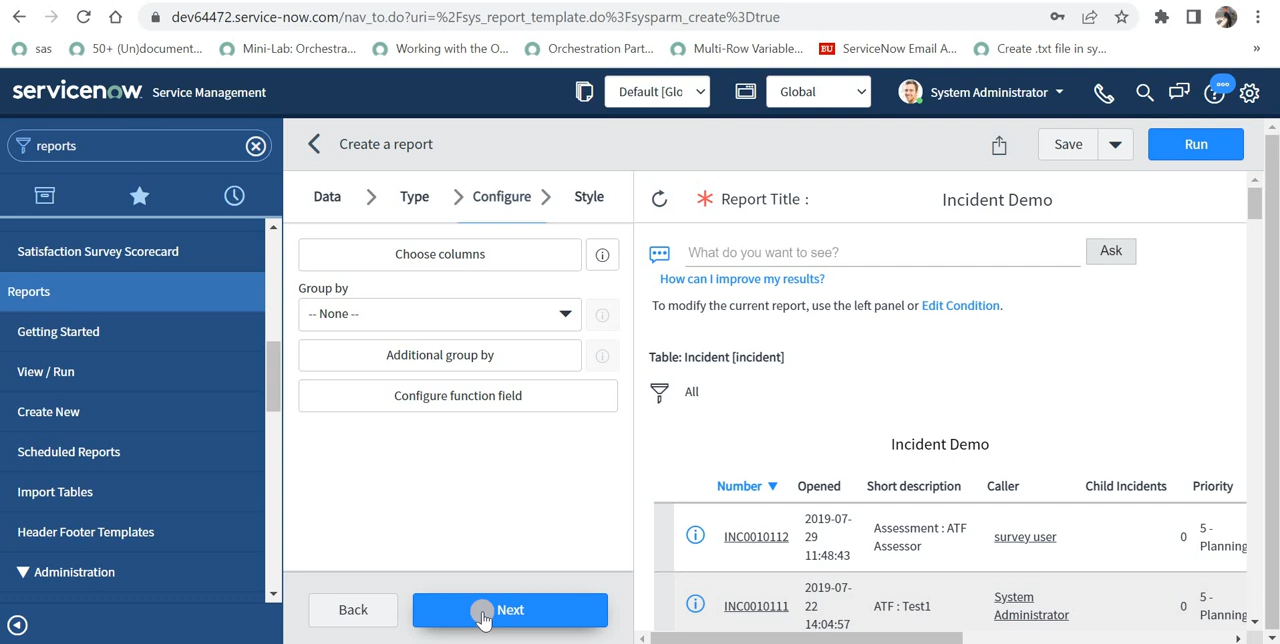 dev64472.service-now.com/nav_to.do?uri=%2Fsys_report_template.do%3Fsysparm_create%3Dtrue
sas
50+ (Un)document...
Mini-Lab: Orchestra...
Working with the O...
Orchestration Part...
Multi-Row Variable...
BU
ServiceNow Email A...
Create .txt file in sy...
»
servicenow Service Management
Default [Glo
Global
System Administrator
reports
Create a report
Save
Run
Data
Type
Configure
Style
Report Title :
Incident Demo
Satisfaction Survey Scorecard
Reports
Getting Started
View / Run
Create New
Scheduled Reports
Import Tables
Header Footer Templates
Administration
Choose columns
Group by
-- None --
Additional group by
Configure function field
Back
Next
What do you want to see?
Ask
How can I improve my results?
To modify the current report, use the left panel or Edit Condition.
Table: Incident [incident]
All
Incident Demo
Number Opened Short description Caller Child Incidents Priority
INC0010112
2019-07-
29
11:48:43
Assessment : ATF
Assessor
survey user
0
5 -
Planning
INC0010111
2019-07-
22
14:04:57
ATF : Test1
System
Administrator
0
5 -
Planning